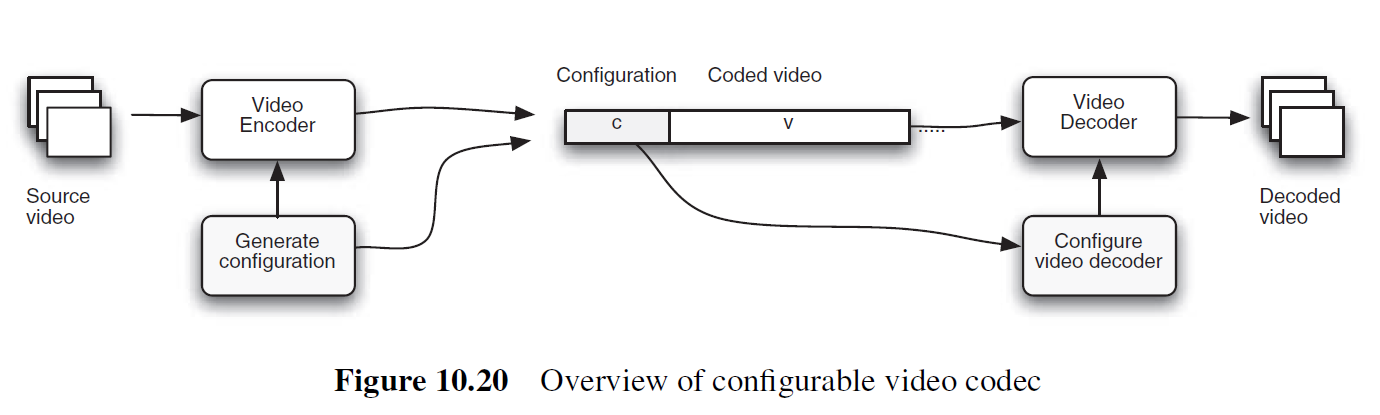 Configuration
Coded video
Video
Encoder
Video
Decoder
C
V
.....
Source
video
Decoded
video
Generate
configuration
Configure
video decoder
Figure 10.20 Overview of configurable video codec